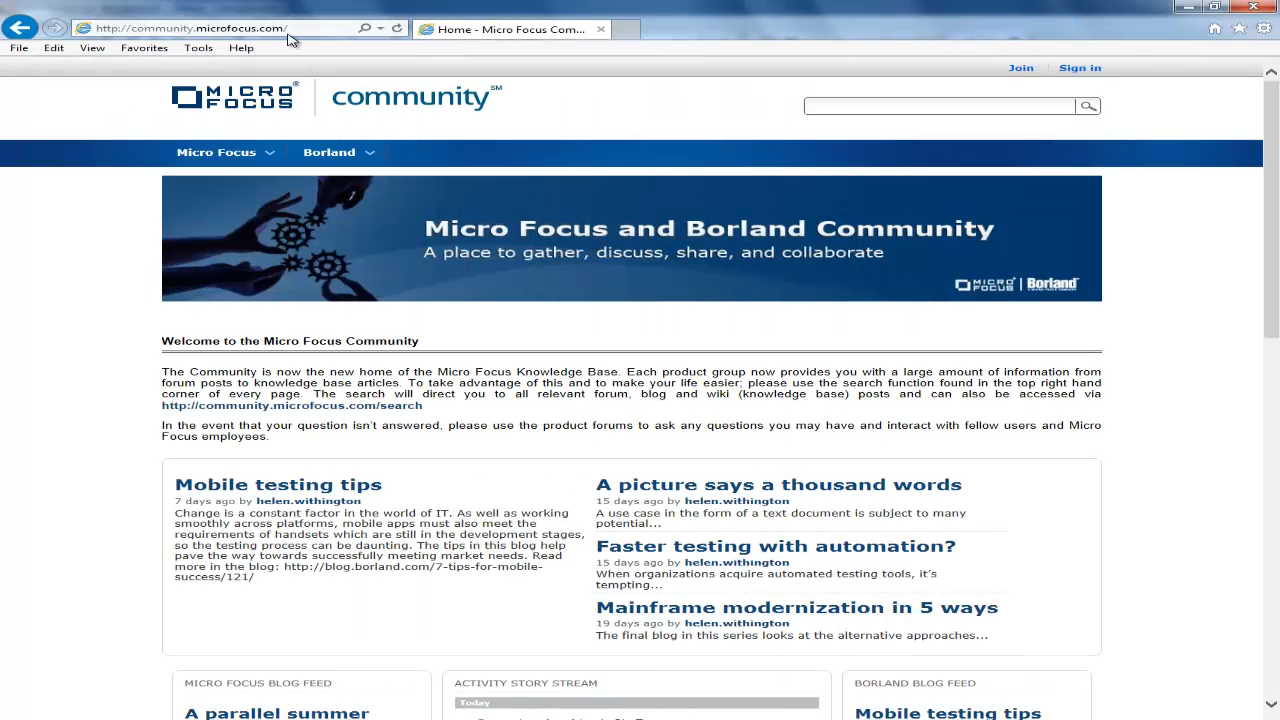 http://community.microfocus.com/
Home - Micro Focus Com...
File Edit View Favorites Tools Help
Join Sign in
MICRO FOCUS® community℠
Micro Focus Borland
Micro Focus and Borland Community
A place to gather, discuss, share, and collaborate
MICRO FOCUS | Borland
Welcome to the Micro Focus Community
The Community is now the new home of the Micro Focus Knowledge Base. Each product group now provides you with a large amount of information from
forum posts to knowledge base articles. To take advantage of this and to make your life easier; please use the search function found in the top right hand
corner of every page. The search will direct you to all relevant forum, blog and wiki (knowledge base) posts and can also be accessed via
http://community.microfocus.com/search
In the event that your question isn't answered, please use the product forums to ask any questions you may have and interact with fellow users and Micro
Focus employees.
Mobile testing tips
7 days ago by helen.withington
Change is a constant factor in the world of IT. As well as working
smoothly across platforms, mobile apps must also meet the
requirements of handsets which are still in the development stages,
so the testing process can be daunting. The tips in this blog help
pave the way towards successfully meeting market needs. Read
more in the blog: http://blog.borland.com/7-tips-for-mobile-
success/121/
A picture says a thousand words
15 days ago by helen.withington
A use case in the form of a text document is subject to many
potential...
Faster testing with automation?
15 days ago by helen.withington
When organizations acquire automated testing tools, it's
tempting...
Mainframe modernization in 5 ways
19 days ago by helen.withington
The final blog in this series looks at the alternative approaches...
MICRO FOCUS BLOG FEED
A parallel summer
ACTIVITY STORY STREAM
Today
BORLAND BLOG FEED
Mobile testing tips